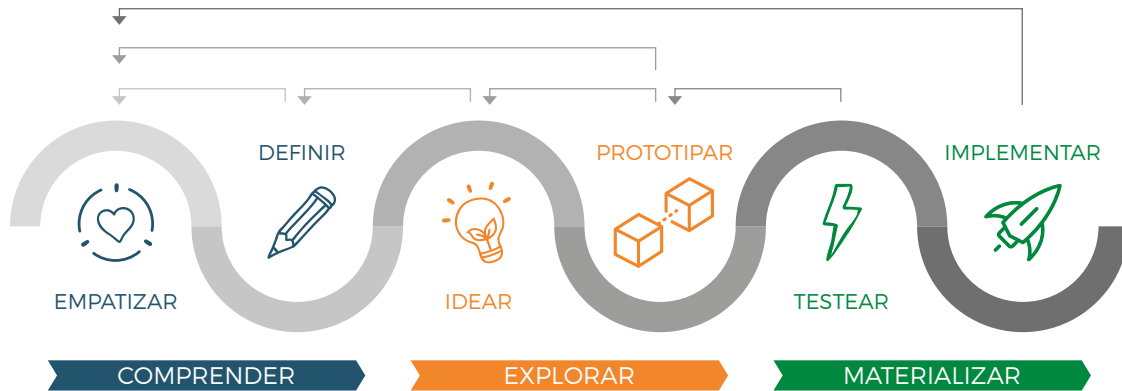 DEFINIR
PROTOTIPAR
IMPLEMENTAR
EMPATIZAR
IDEAR
TESTEAR
COMPRENDER
EXPLORAR
MATERIALIZAR